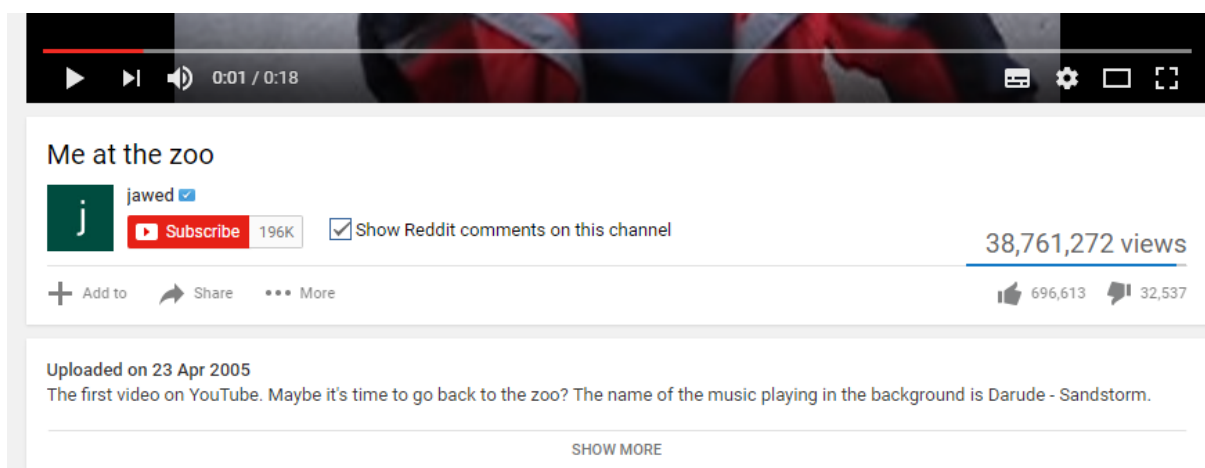 0:01 / 0:18
Me at the zoo
j
jawed
Subscribe 196K
Show Reddit comments on this channel
38,761,272 views
Add to Share More
696,613 32,537
Uploaded on 23 Apr 2005
The first video on YouTube. Maybe it's time to go back to the zoo? The name of the music playing in the background is Darude - Sandstorm.
SHOW MORE